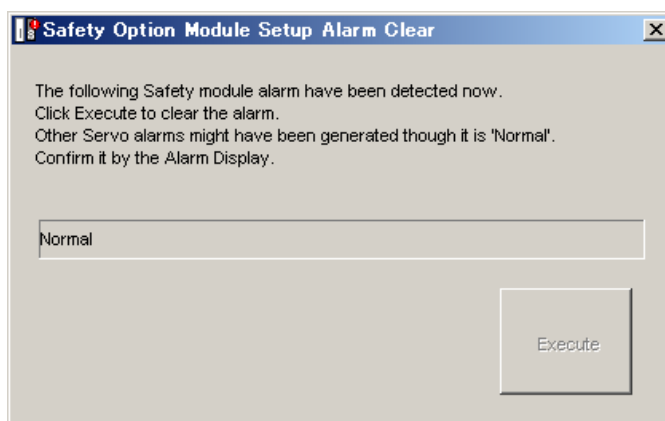 Safety Option Module Setup Alarm Clear
The following Safety module alarm have been detected now.
Click Execute to clear the alarm.
Other Servo alarms might have been generated though it is 'Normal'.
Confirm it by the Alarm Display.
Normal
Execute